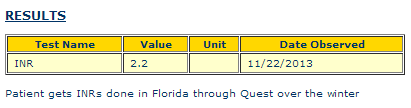 RESULTS
Test Name Value Unit Date Observed
INR 2.2 11/22/2013
Patient gets INRs done in Florida through Quest over the winter